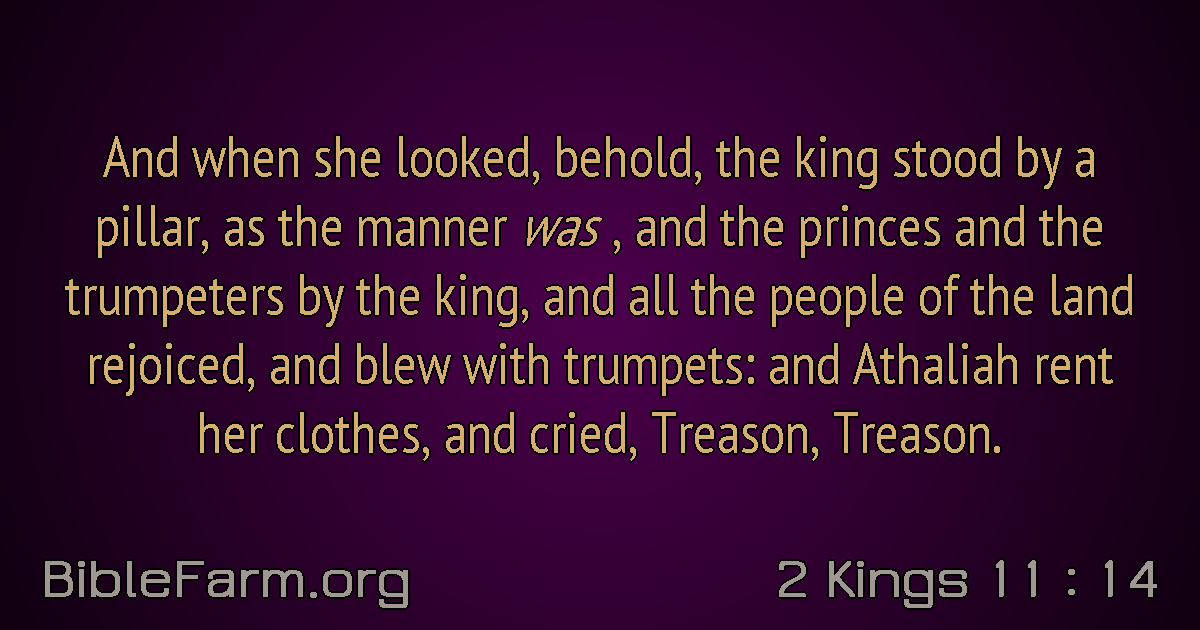 And when she looked, behold, the king stood by a
pillar, as the manner was , and the princes and the
trumpeters by the king, and all the people of the land
rejoiced, and blew with trumpets: and Athaliah rent
her clothes, and cried, Treason, Treason.
BibleFarm.org
2 Kings 11 : 14